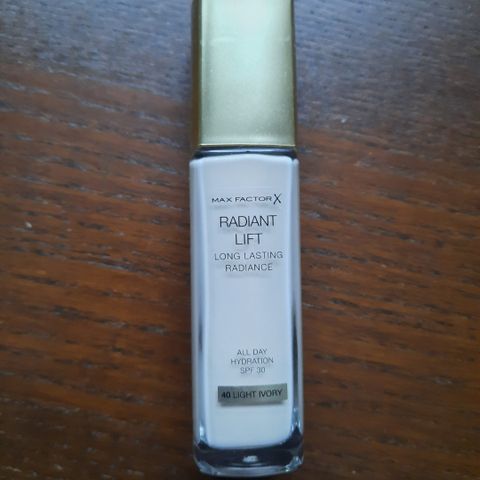 MAX FACTOR X
RADIANT
LIFT
LONG LASTING
RADIANCE
ALL DAY
HYDRATION
SPF 30
40 LIGHT IVORY